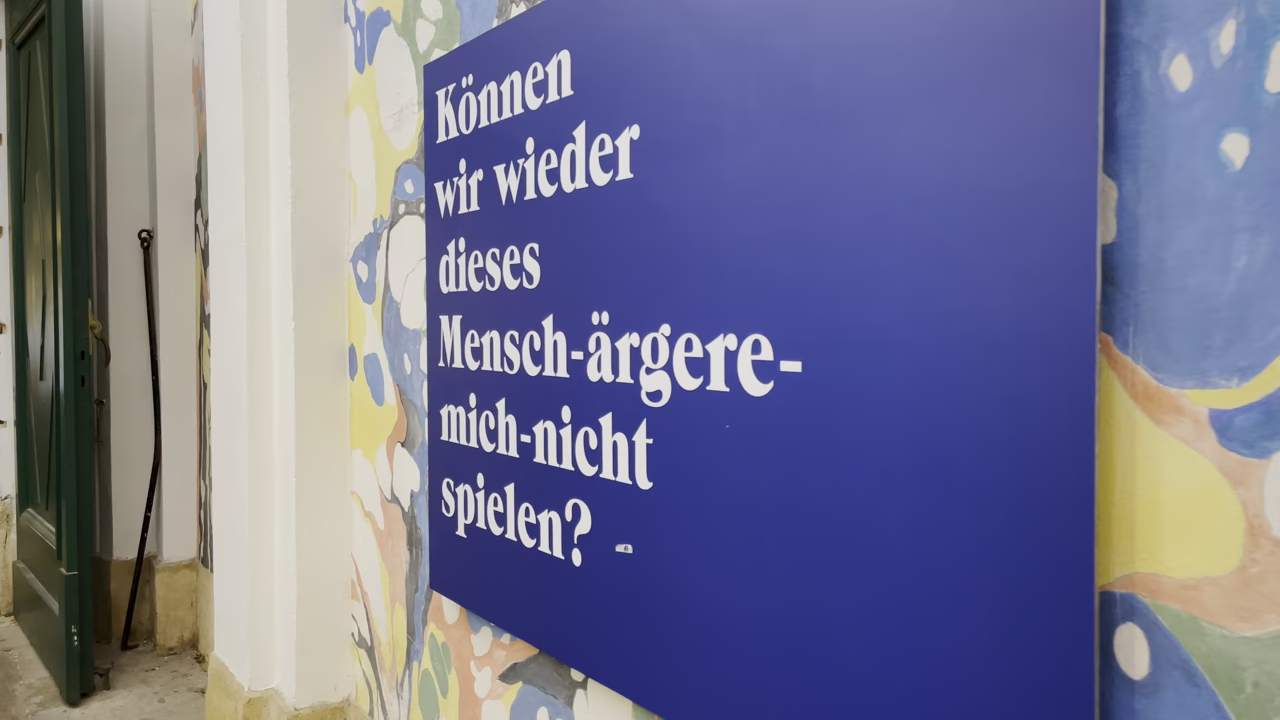 Können
wir wieder
dieses
Mensch-ärgere-
mich-nicht
spielen?